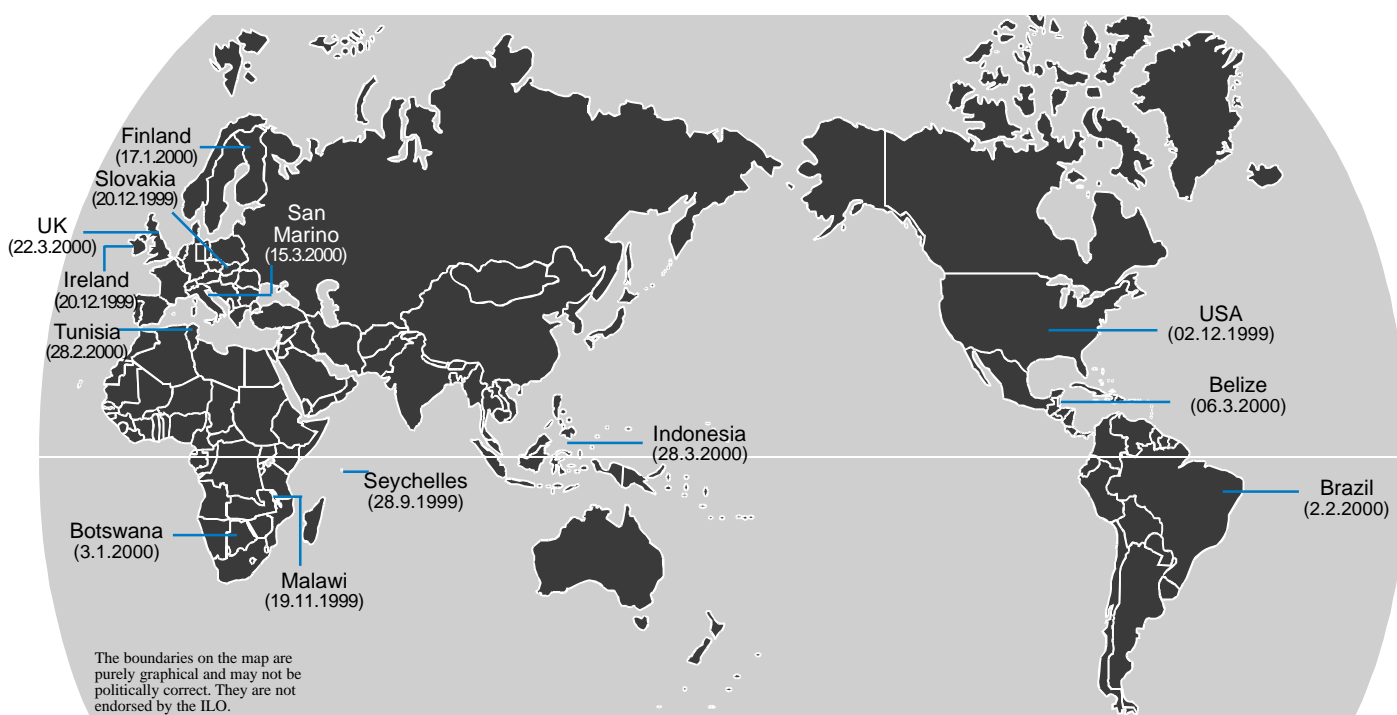 Finland
(17.1.2000)
Slovakia
(20.12.1999)
San
Marino
(15.3.2000)
UK
(22.3.2000)
Ireland
(20.12.1999)
Tunisia
(28.2.2000)
USA
(02.12.1999)
Belize
(06.3.2000)
Indonesia
(28.3.2000)
Seychelles
(28.9.1999)
Brazil
(2.2.2000)
Botswana
(3.1.2000)
Malawi
(19.11.1999)
The boundaries on the map are
purely graphical and may not be
politically correct. They are not
endorsed by the ILO.